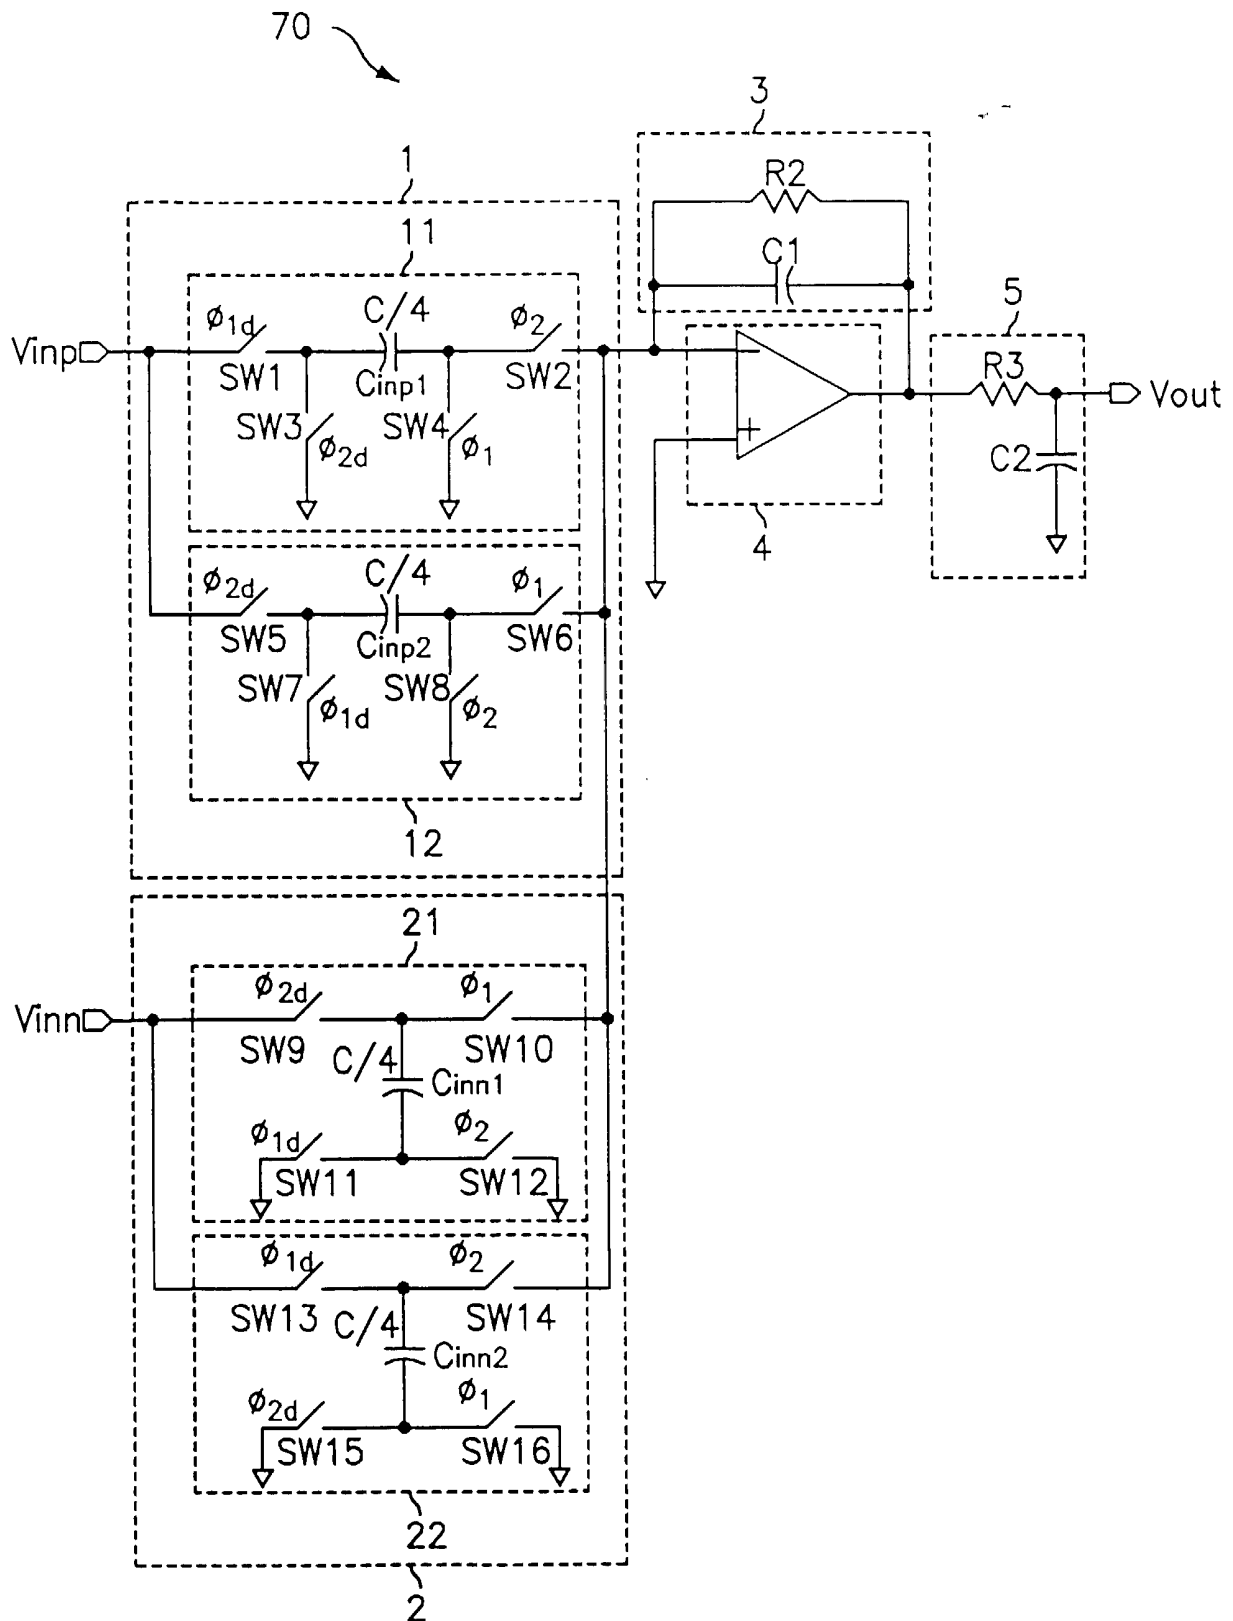 70
3
1
R2
11
C1
C/4
5
ϕ1d
ϕ2
Vinp
SW1
Cinp1
SW2
R3
Vout
SW3
ϕ2d
SW4
ϕ1
C2
4
C/4
ϕ2d
ϕ1
SW5
Cinp2
SW6
SW7
ϕ1d
SW8
ϕ2
12
21
ϕ2d
ϕ1
Vinn
SW9
C/4
SW10
Cinn1
ϕ1d
ϕ2
SW11
SW12
ϕ1d
ϕ2
SW13
C/4
SW14
Cinn2
ϕ2d
ϕ1
SW15
SW16
22
2